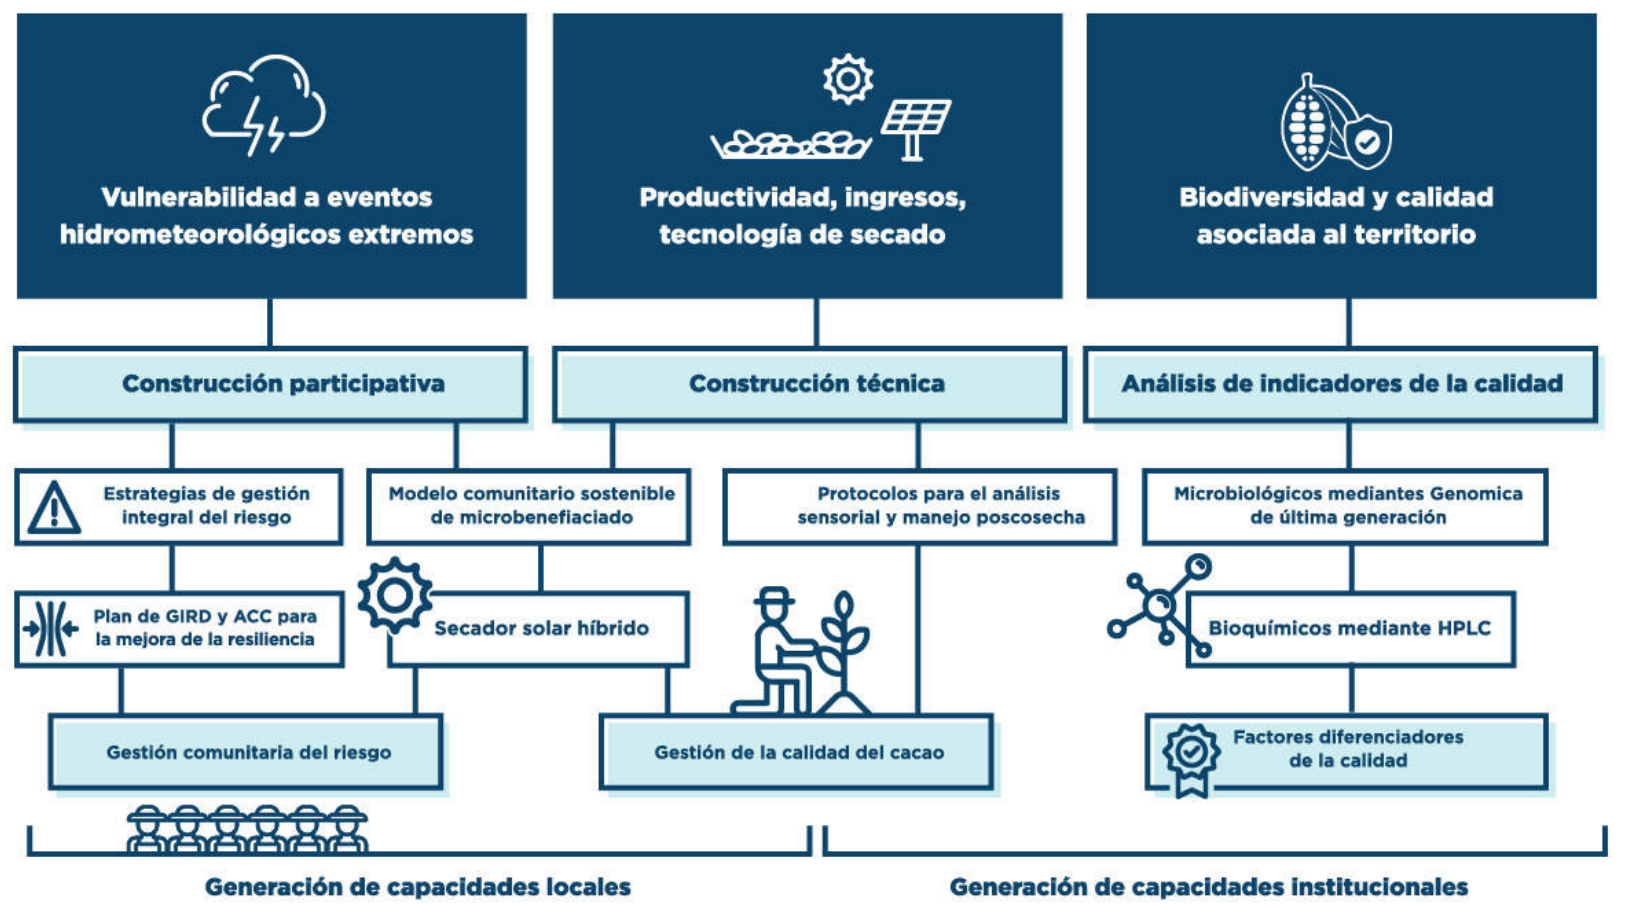 Vulnerabilidad a eventos
hidrometeorológicos extremos
Productividad, ingresos,
tecnología de secado
Biodiversidad y calidad
asociada al territorio
Construcción participativa
Construcción técnica
Análisis de indicadores de la calidad
Estrategias de gestión
integral del riesgo
Modelo comunitario sostenible
de microbenefiaciado
Protocolos para el análisis
sensorial y manejo poscosecha
Microbiológicos mediantes Genomica
de última generación
Plan de GIRD y ACC para
la mejora de la resiliencia
Secador solar híbrido
Bioquímicos mediante HPLC
Gestión comunitaria del riesgo
Gestión de la calidad del cacao
Factores diferenciadores
de la calidad
Generación de capacidades locales
Generación de capacidades institucionales